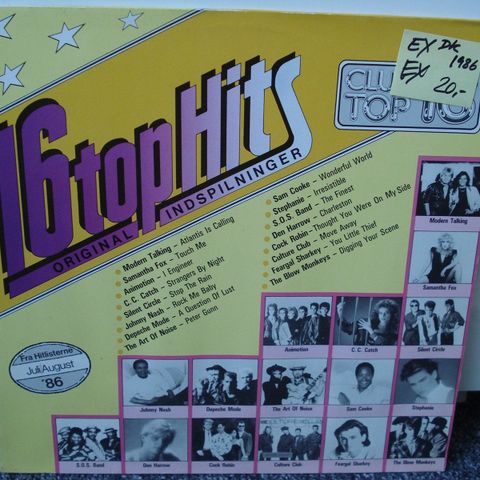 EX DK
1986
EX 20,-
CLU
TOP 10
16 top Hits
ORIGINAL INDSPILNINGER
Modern Talking – Atlantis Is Calling
Samantha Fox – Touch Me
Animotion – I Engineer
C. C. Catch – Strangers By Night
Silent Circle – Stop The Rain
Johnny Nash – Rock Me Baby
Depeche Mode – A Question Of Lust
The Art Of Noise – Peter Gunn
Sam Cooke – Wonderful World
Stephanie – Irresistible
S.O.S. Band – The Finest
Den Harrow – Charleston
Cock Robin – Thought You Were On My Side
Culture Club – Move Away
Feargal Sharkey – You Little Thief
The Blow Monkeys – Digging Your Scene
Fra Hitlisterne
Juli/August
'86
Modern Talking
Samantha Fox
Animotion
C. C. Catch
Silent Circle
Johnny Nash
Depeche Mode
The Art Of Noise
Sam Cooke
Stephanie
S.O.S. Band
Den Harrow
Cock Robin
Culture Club
Feargal Sharkey
The Blow Monkeys